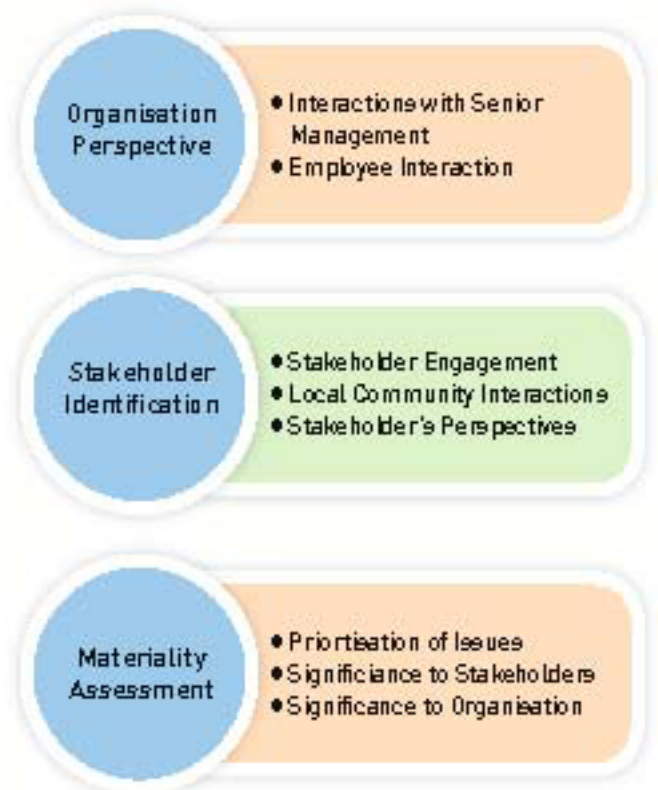 Organisation
Perspective
● Interactions with Senior
Management
● Employee Interaction
Stakeholder
Identification
● Stakeholder Engagement
● Local Community Interactions
● Stakeholder's Perspectives
Materiality
Assessment
● Priortisation of Issues
● Significiance to Stakeholders
● Significance to Organisation